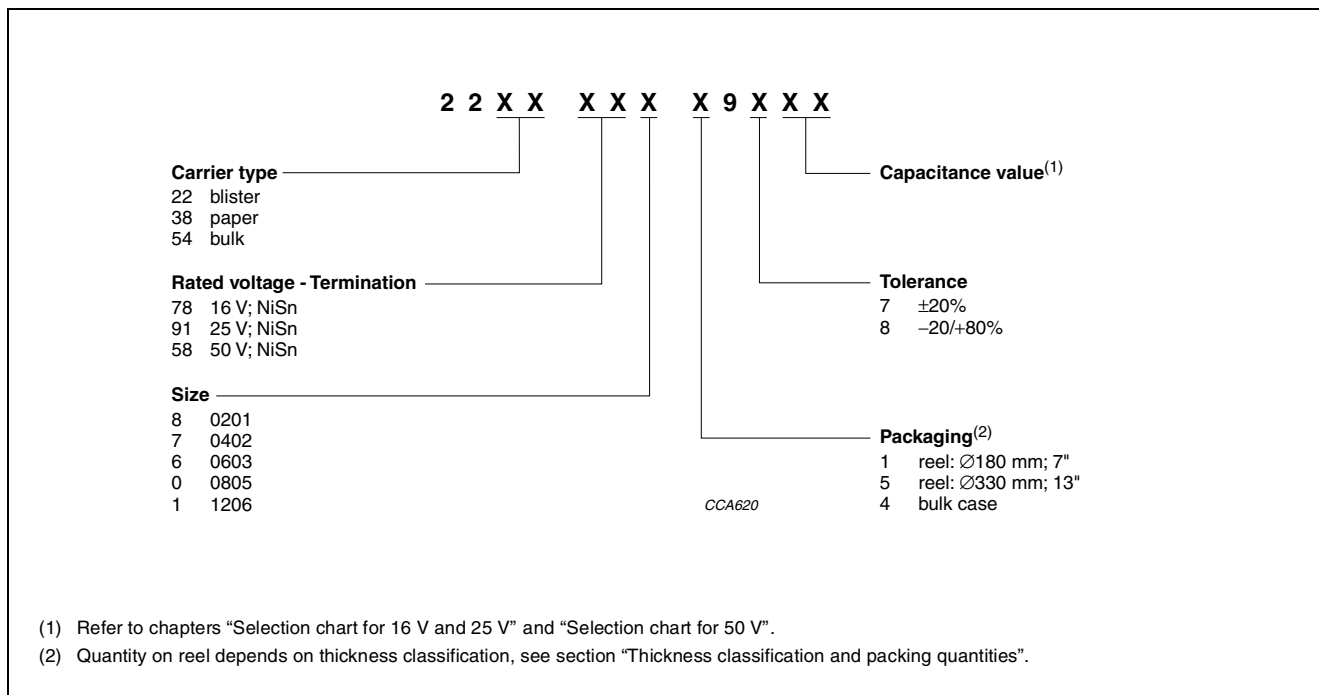 2 2 X X X X X X 9 X X X
Carrier type
22 blister
38 paper
54 bulk
Rated voltage - Termination
78 16 V; NiSn
91 25 V; NiSn
58 50 V; NiSn
Size
8 0201
7 0402
6 0603
0 0805
1 1206
Capacitance value(1)
Tolerance
7 ±20%
8 −20/+80%
Packaging(2)
1 reel: ∅180 mm; 7"
5 reel: ∅330 mm; 13"
4 bulk case
CCA620
(1) Refer to chapters “Selection chart for 16 V and 25 V” and “Selection chart for 50 V”.
(2) Quantity on reel depends on thickness classification, see section “Thickness classification and packing quantities”.